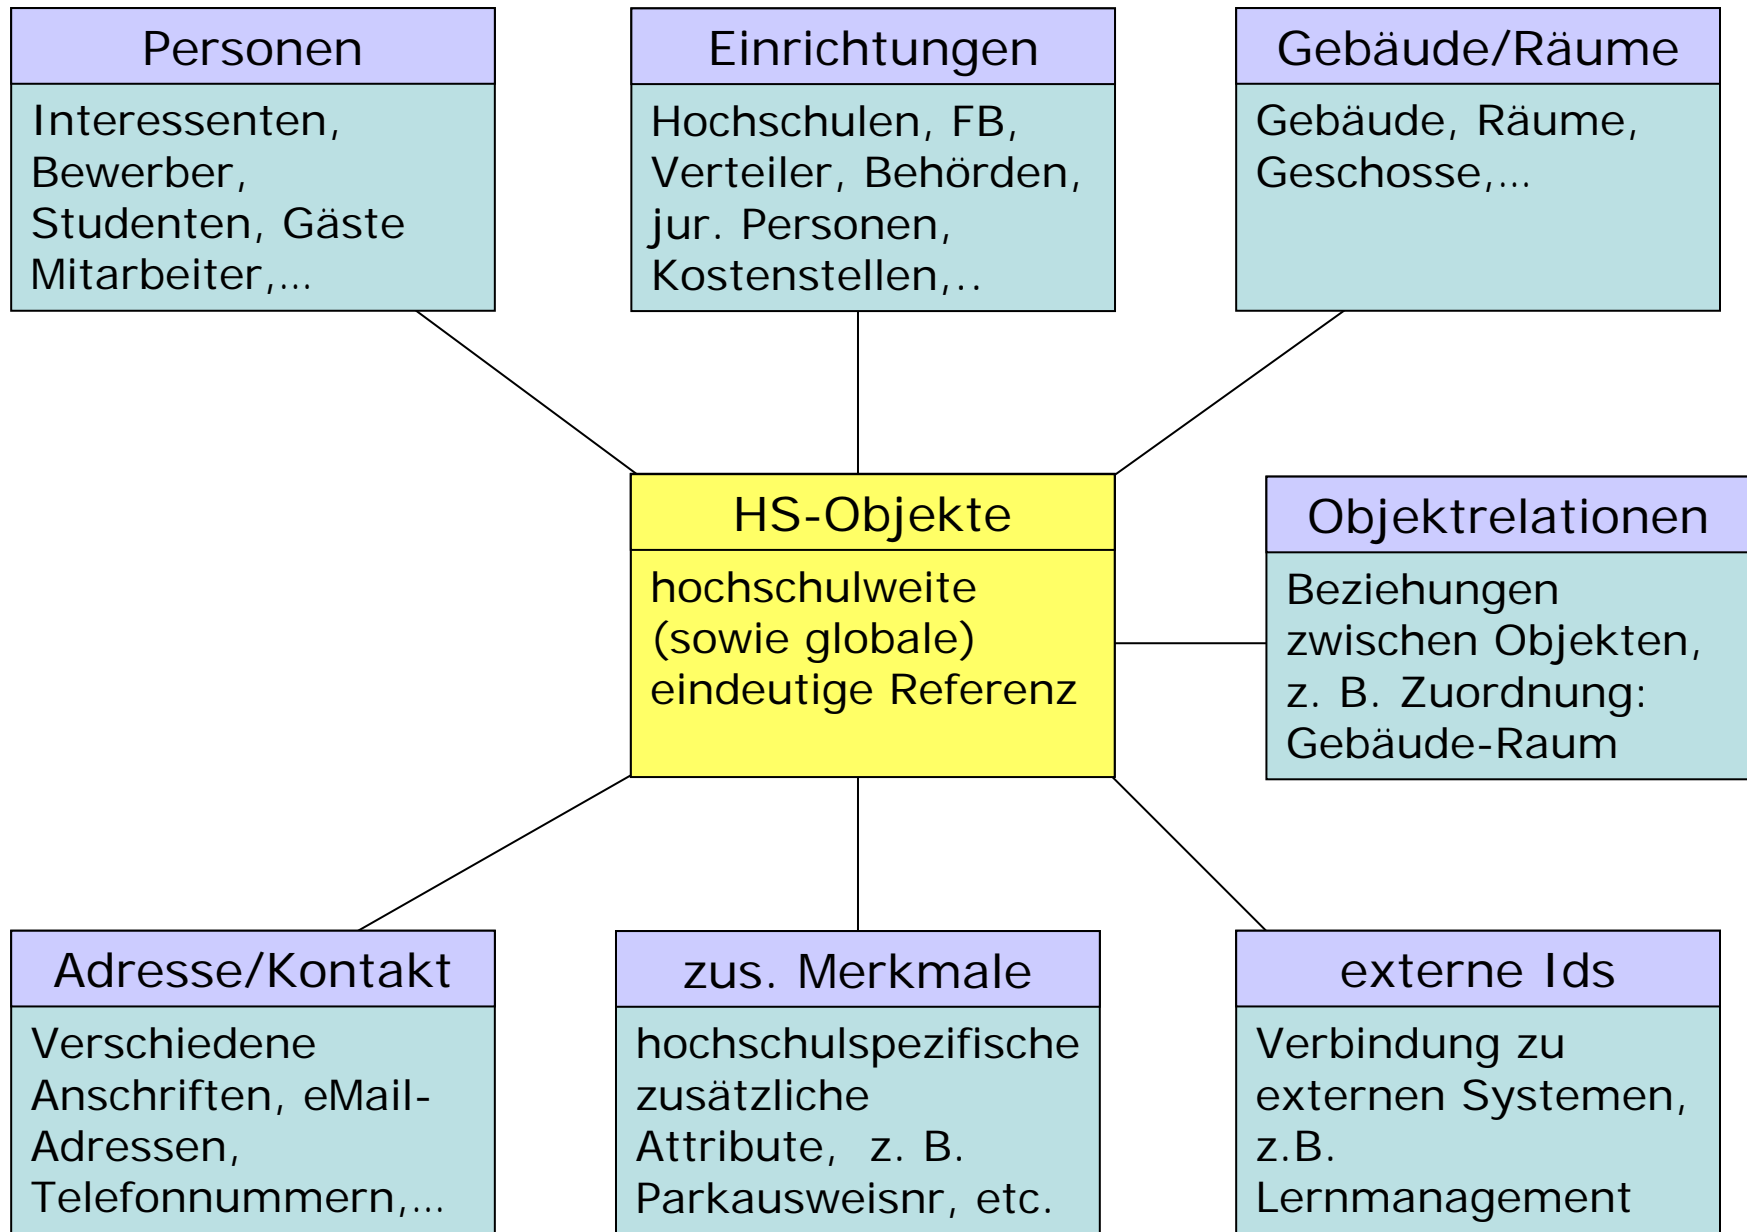 Personen
Interessenten,
Bewerber,
Studenten, Gäste
Mitarbeiter,...
Einrichtungen
Hochschulen, FB,
Verteiler, Behörden,
jur. Personen,
Kostenstellen,..
Gebäude/Räume
Gebäude, Räume,
Geschosse,...
HS-Objekte
hochschulweite
(sowie globale)
eindeutige Referenz
Objektrelationen
Beziehungen
zwischen Objekten,
z. B. Zuordnung:
Gebäude-Raum
Adresse/Kontakt
Verschiedene
Anschriften, eMail-
Adressen,
Telefonnummern,...
zus. Merkmale
hochschulspezifische
zusätzliche
Attribute, z. B.
Parkausweisnr, etc.
externe Ids
Verbindung zu
externen Systemen,
z.B.
Lernmanagement